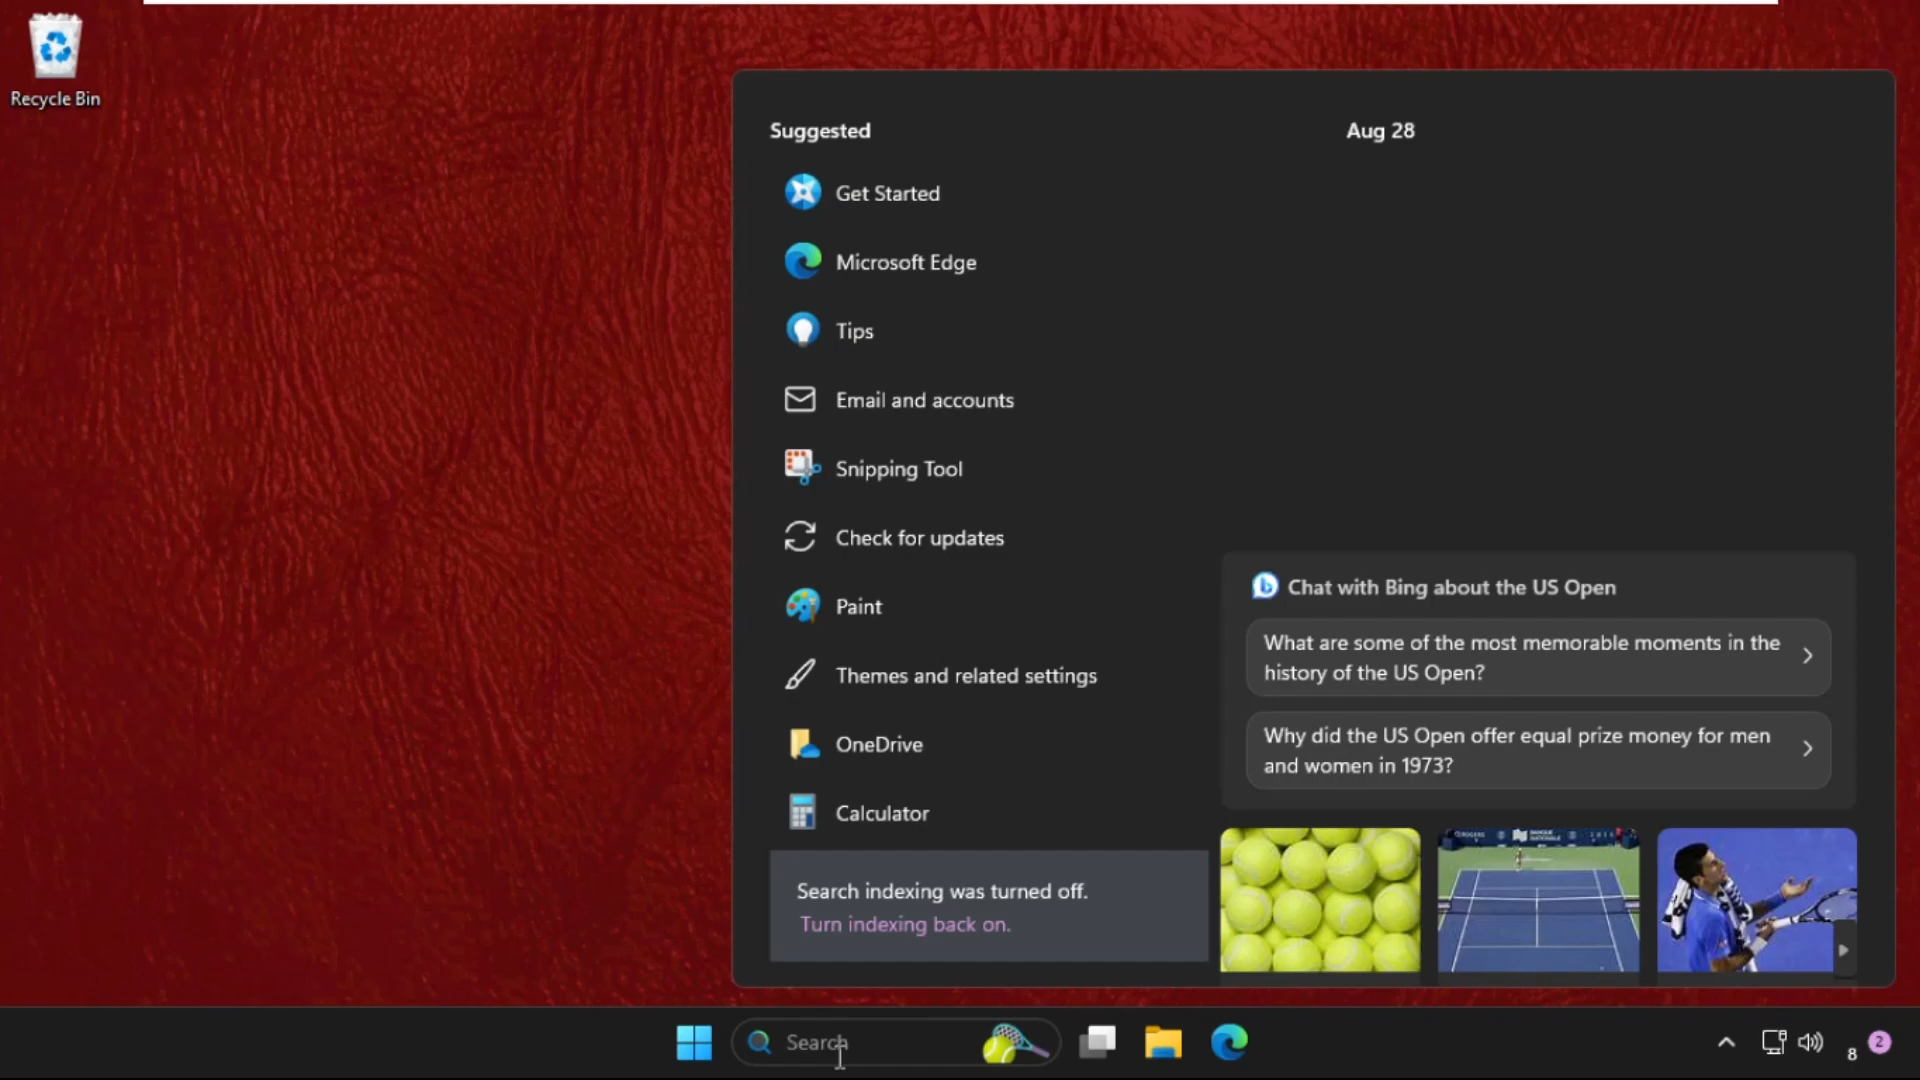 Recycle Bin
Suggested
Get Started
Microsoft Edge
Tips
Email and accounts
Snipping Tool
Check for updates
Paint
Themes and related settings
OneDrive
Calculator
Search indexing was turned off.
Turn indexing back on.
Aug 28
Chat with Bing about the US Open
What are some of the most memorable moments in the
history of the US Open?
Why did the US Open offer equal prize money for men
and women in 1973?
Search
8
2